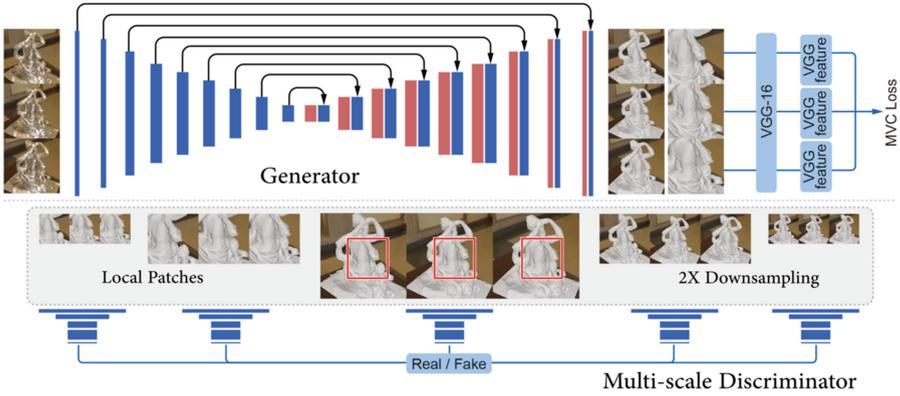 Generator
VGG-16
VGG
feature
VGG
feature
VGG
feature
MVC Loss
Local Patches
2X Downsampling
Real / Fake
Multi-scale Discriminator